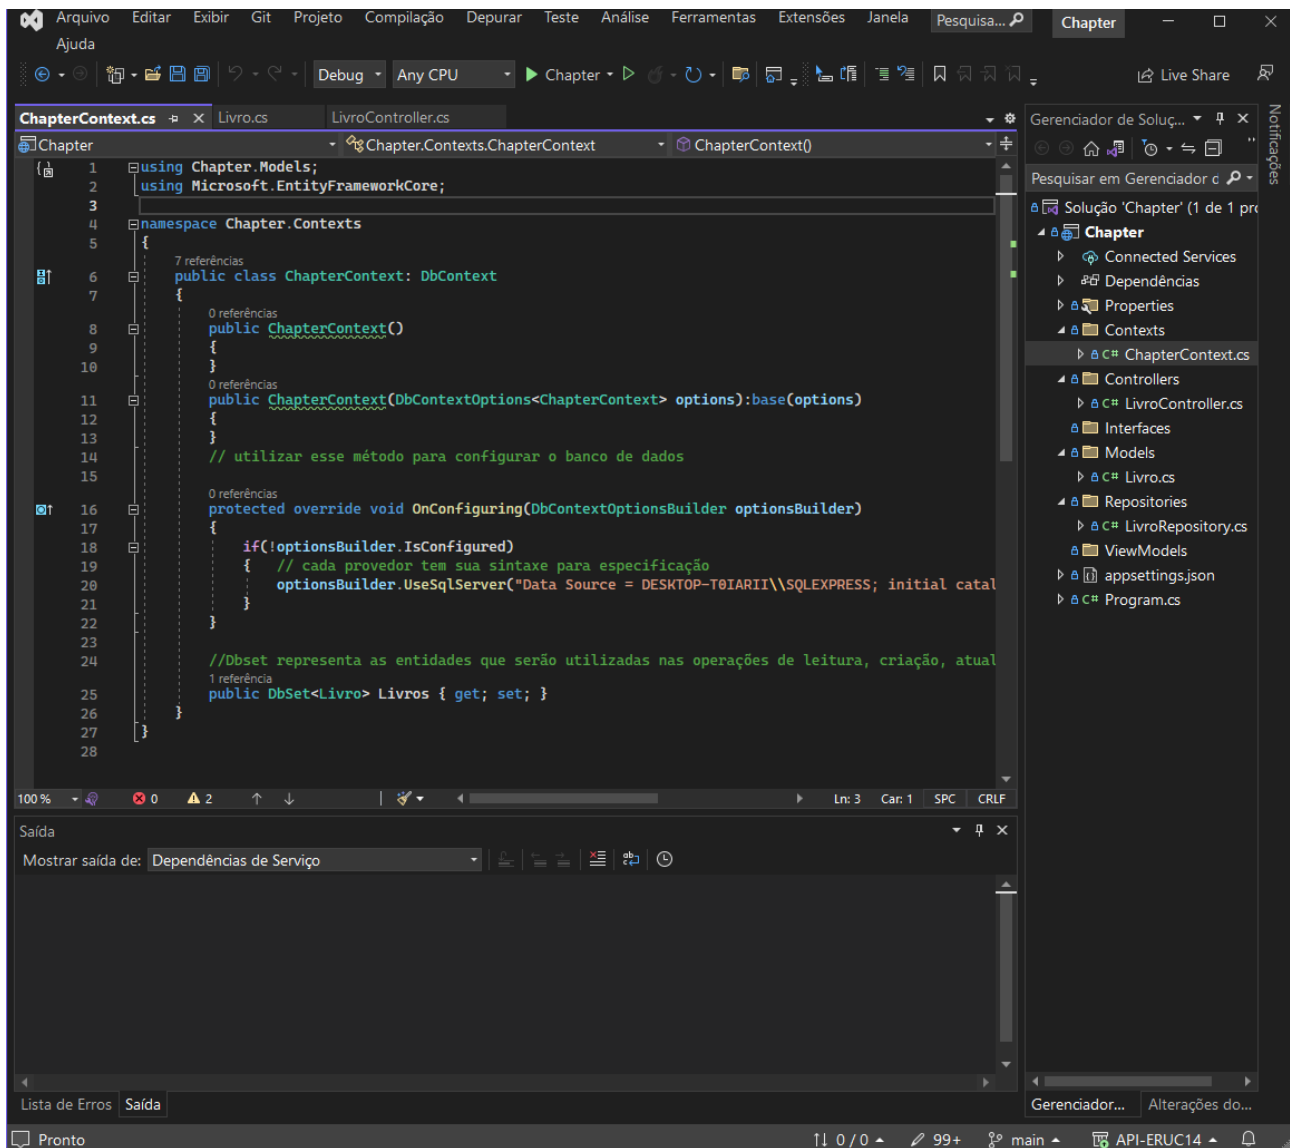 Arquivo Editar Exibir Git Projeto Compilação Depurar Teste Análise Ferramentas Extensões Janela Pesquisa... Chapter
Ajuda
Debug Any CPU Chapter Live Share
ChapterContext.cs Livro.cs LivroController.cs
Chapter Chapter.Contexts.ChapterContext ChapterContext()
1 using Chapter.Models;
2 using Microsoft.EntityFrameworkCore;
3
4 namespace Chapter.Contexts
5 {
7 referências
6 public class ChapterContext: DbContext
7 {
0 referências
8 public ChapterContext()
9 {
10 }
0 referências
11 public ChapterContext(DbContextOptions<ChapterContext> options):base(options)
12 {
13 }
14 // utilizar esse método para configurar o banco de dados
15
0 referências
16 protected override void OnConfiguring(DbContextOptionsBuilder optionsBuilder)
17 {
18 if(!optionsBuilder.IsConfigured)
19 { // cada provedor tem sua sintaxe para especificação
20 optionsBuilder.UseSqlServer("Data Source = DESKTOP-T0IARII\\SQLEXPRESS; initial catal
21 }
22 }
23
24 //Dbset representa as entidades que serão utilizadas nas operações de leitura, criação, atual
1 referência
25 public DbSet<Livro> Livros { get; set; }
26 }
27 }
28
100 % 0 2 Ln: 3 Car: 1 SPC CRLF
Saída
Mostrar saída de: Dependências de Serviço
Lista de Erros Saída
Gerenciador de Soluç...
Pesquisar em Gerenciador d
Solução 'Chapter' (1 de 1 pro
Chapter
Connected Services
Dependências
Properties
Contexts
C# ChapterContext.cs
Controllers
C# LivroController.cs
Interfaces
Models
C# Livro.cs
Repositories
C# LivroRepository.cs
ViewModels
appsettings.json
C# Program.cs
Gerenciador... Alterações do...
Notificações
Pronto 0 / 0 99+ main API-ERUC14